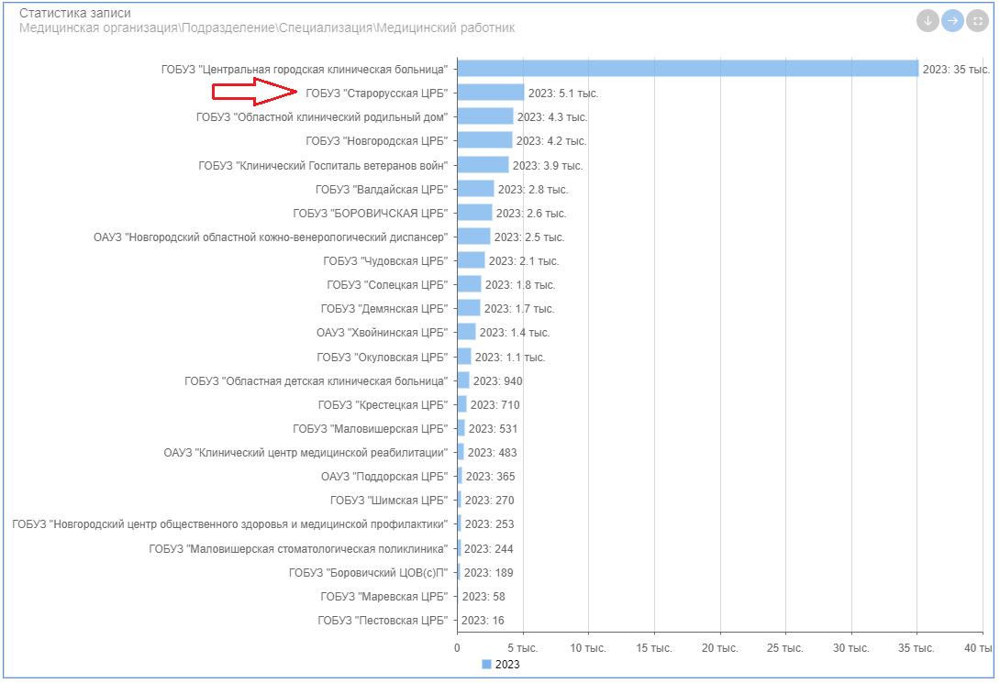 Статистика записи
Медицинская организация\Подразделение\Специализация\Медицинский работник
ГОБУЗ "Центральная городская клиническая больница" 2023: 35 тыс.
ГОБУЗ "Старорусская ЦРБ" 2023: 5.1 тыс.
ГОБУЗ "Областной клинический родильный дом" 2023: 4.3 тыс.
ГОБУЗ "Новгородская ЦРБ" 2023: 4.2 тыс.
ГОБУЗ "Клинический Госпиталь ветеранов войн" 2023: 3.9 тыс.
ГОБУЗ "Валдайская ЦРБ" 2023: 2.8 тыс.
ГОБУЗ "БОРОВИЧСКАЯ ЦРБ" 2023: 2.6 тыс.
ОАУЗ "Новгородский областной кожно-венерологический диспансер" 2023: 2.5 тыс.
ГОБУЗ "Чудовская ЦРБ" 2023: 2.1 тыс.
ГОБУЗ "Солецкая ЦРБ" 2023: 1.8 тыс.
ГОБУЗ "Демянская ЦРБ" 2023: 1.7 тыс.
ОАУЗ "Хвойнинская ЦРБ" 2023: 1.4 тыс.
ГОБУЗ "Окуловская ЦРБ" 2023: 1.1 тыс.
ГОБУЗ "Областная детская клиническая больница" 2023: 940
ГОБУЗ "Крестецкая ЦРБ" 2023: 710
ГОБУЗ "Маловишерская ЦРБ" 2023: 531
ОАУЗ "Клинический центр медицинской реабилитации" 2023: 483
ОАУЗ "Поддорская ЦРБ" 2023: 365
ГОБУЗ "Шимская ЦРБ" 2023: 270
ГОБУЗ "Новгородский центр общественного здоровья и медицинской профилактики" 2023: 253
ГОБУЗ "Маловишерская стоматологическая поликлиника" 2023: 244
ГОБУЗ "Боровичский ЦОВ(с)П" 2023: 189
ГОБУЗ "Маревская ЦРБ" 2023: 58
ГОБУЗ "Пестовская ЦРБ" 2023: 16
0 5 тыс. 10 тыс. 15 тыс. 20 тыс. 25 тыс. 30 тыс. 35 тыс. 40 ты
2023